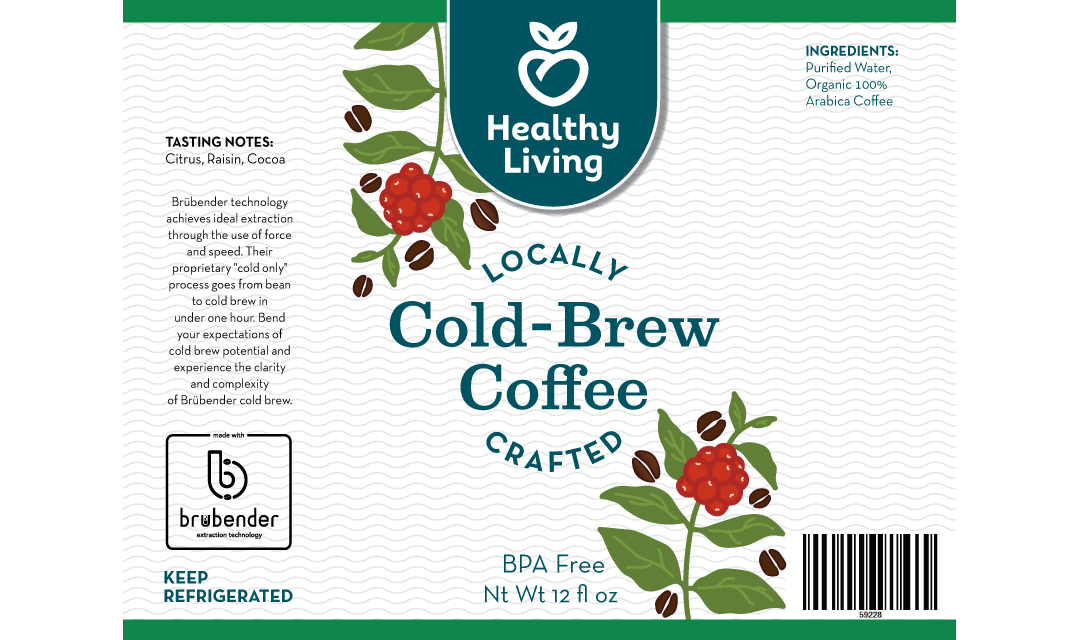 TASTING NOTES:
Citrus, Raisin, Cocoa
Brübender technology
achieves ideal extraction
through the use of force
and speed. Their
proprietary "cold only"
process goes from bean
to cold brew in
under one hour. Bend
your expectations of
cold brew potential and
experience the clarity
and complexity
of Brübender cold brew.
made with
brübender
extraction technology
KEEP
REFRIGERATED
Healthy
Living
LOCALLY
Cold-Brew
Coffee
CRAFTED
BPA Free
Nt Wt 12 fl oz
INGREDIENTS:
Purified Water,
Organic 100%
Arabica Coffee
59228